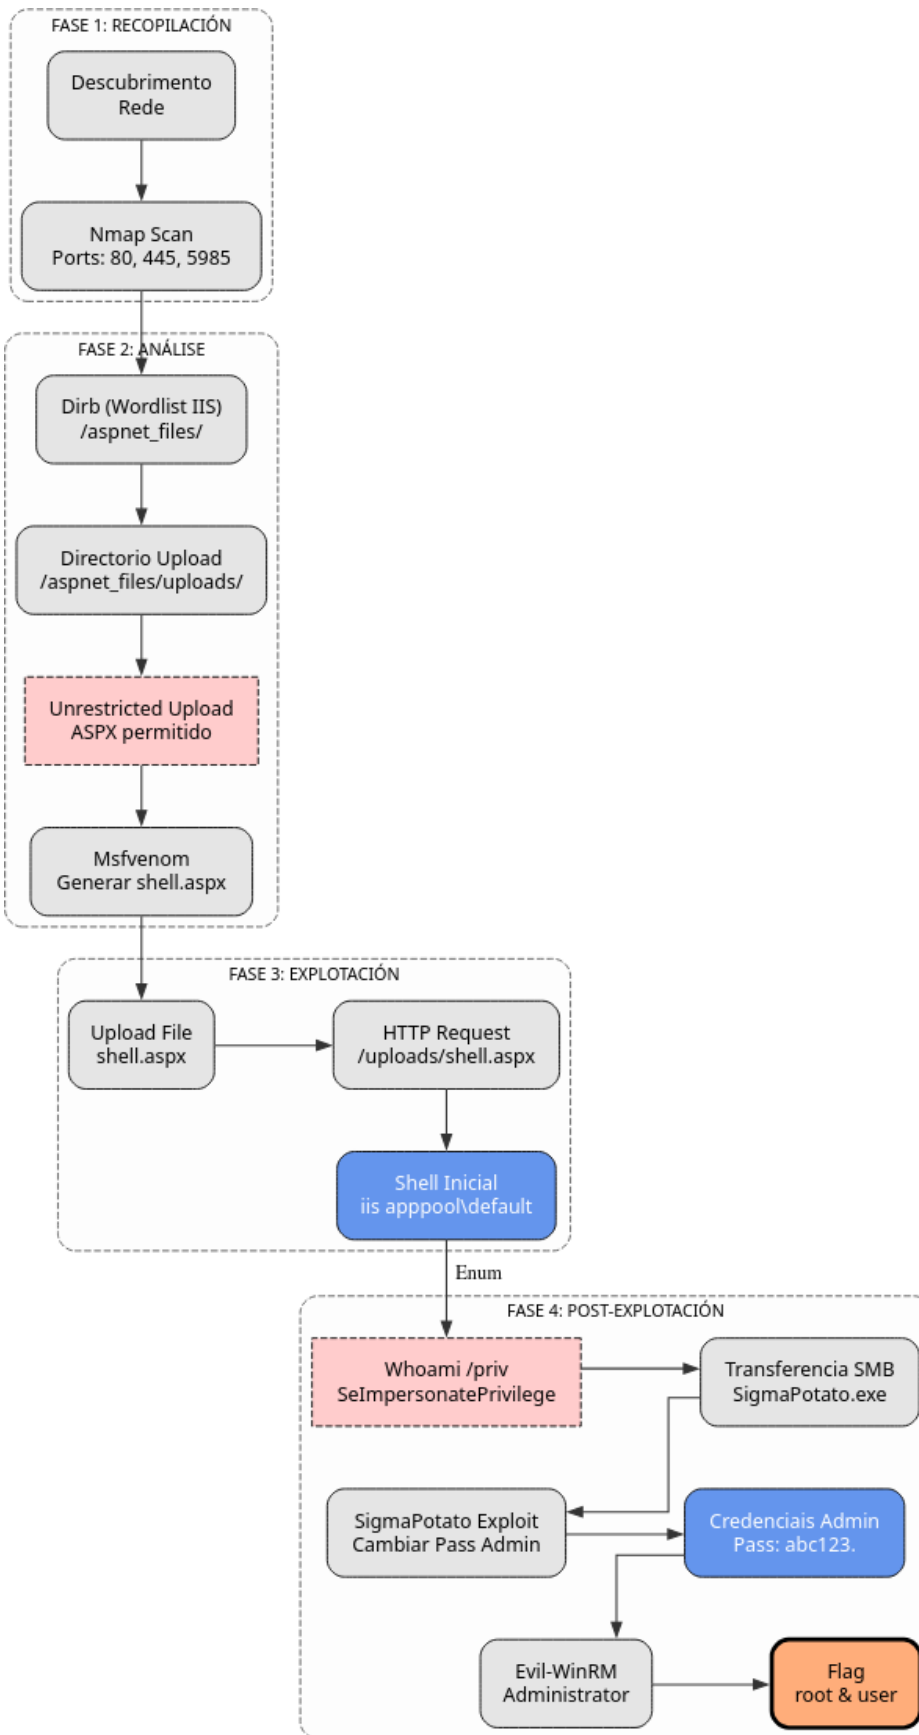 FASE 1: RECOPILACIÓN
Descubrimento
Rede
Nmap Scan
Ports: 80, 445, 5985
FASE 2: ANÁLISE
Dirb (Wordlist IIS)
/aspnet_files/
Directorio Upload
/aspnet_files/uploads/
Unrestricted Upload
ASPX permitido
Msfvenom
Generar shell.aspx
FASE 3: EXPLOTACIÓN
Upload File
shell.aspx
HTTP Request
/uploads/shell.aspx
Shell Inicial
iis apppool\default
Enum
FASE 4: POST-EXPLOTACIÓN
Whoami /priv
SeImpersonatePrivilege
Transferencia SMB
SigmaPotato.exe
SigmaPotato Exploit
Cambiar Pass Admin
Credenciais Admin
Pass: abc123.
Evil-WinRM
Administrator
Flag
root & user